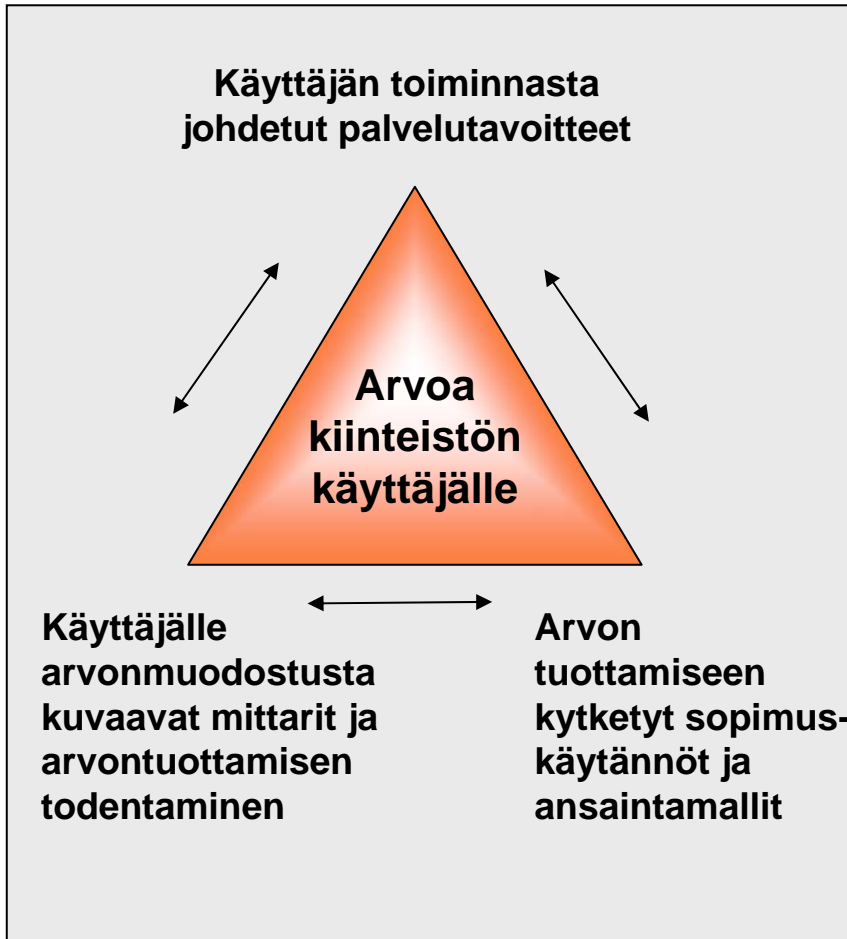 Käyttäjän toiminnasta
johdetut palvelutavoitteet
Arvoa
kiinteistön
käyttäjälle
Käyttäjälle
arvonmuodostusta
kuvaavat mittarit ja
arvontuottamisen
todentaminen
Arvon
tuottamiseen
kytketyt sopimus-
käytännöt ja
ansaintamallit